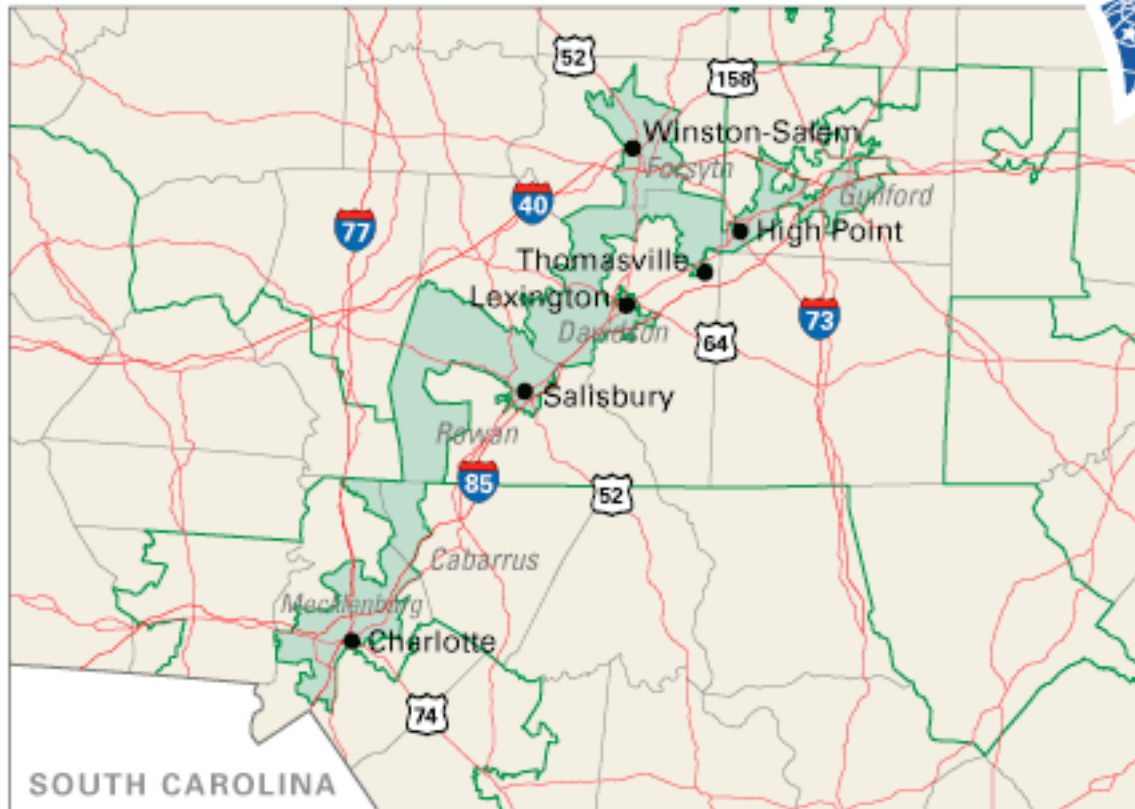 52
158
Winston-Salem
Forsyth
40
Guilford
77
High Point
Thomasville
Lexington
73
Davidson
64
Salisbury
Rowan
85
52
Cabarrus
Mecklenburg
Charlotte
74
SOUTH CAROLINA